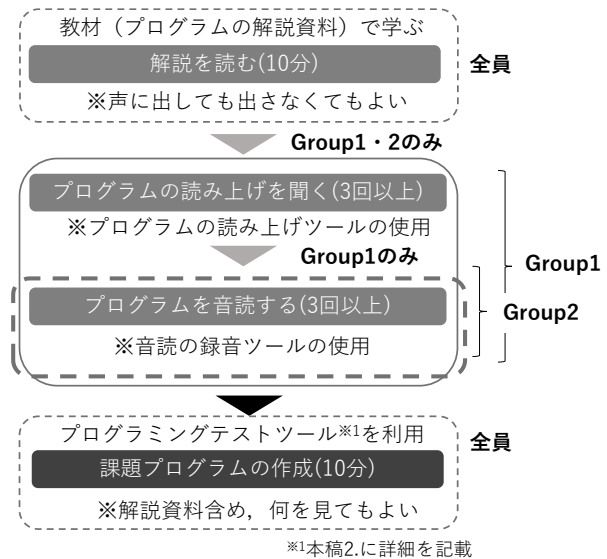 教材（プログラムの解説資料）で学ぶ
解説を読む(10分)
全員
※声に出しても出さなくてもよい
Group1・2のみ
プログラムの読み上げを聞く(3回以上)
※プログラムの読み上げツールの使用
Group1のみ
Group1
プログラムを音読する(3回以上)
Group2
※音読の録音ツールの使用
プログラミングテストツール※1を利用
全員
課題プログラムの作成(10分)
※解説資料含め，何を見てもよい
※1本稿2.に詳細を記載